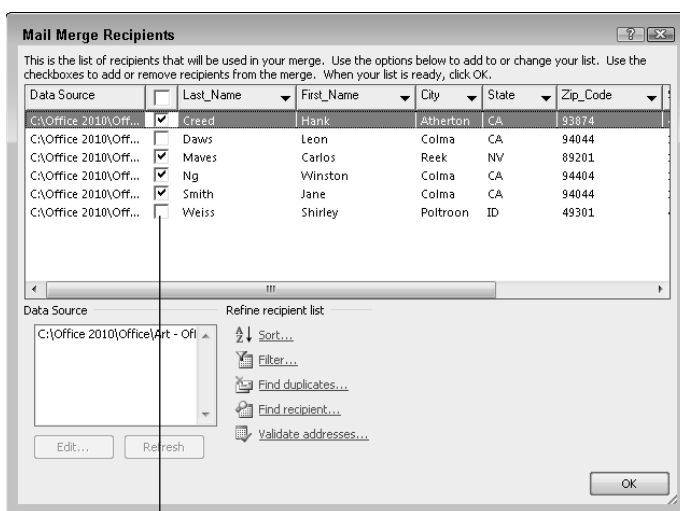 Mail Merge Recipients
This is the list of recipients that will be used in your merge. Use the options below to add to or change your list. Use the
checkboxes to add or remove recipients from the merge. When your list is ready, click OK.
Data Source Last_Name First_Name City State Zip_Code
C:\Office 2010\Off... Creed Hank Atherton CA 93874
C:\Office 2010\Off... Daws Leon Colma CA 94044
C:\Office 2010\Off... Maves Carlos Reek NV 89201
C:\Office 2010\Off... Ng Winston Colma CA 94404
C:\Office 2010\Off... Smith Jane Colma CA 94044
C:\Office 2010\Off... Weiss Shirley Poltroon ID 49301
Data Source
C:\Office 2010\Office\Art - Off
Edit... Refresh
Refine recipient list
Sort...
Filter...
Find duplicates...
Find recipient...
Validate addresses...
OK